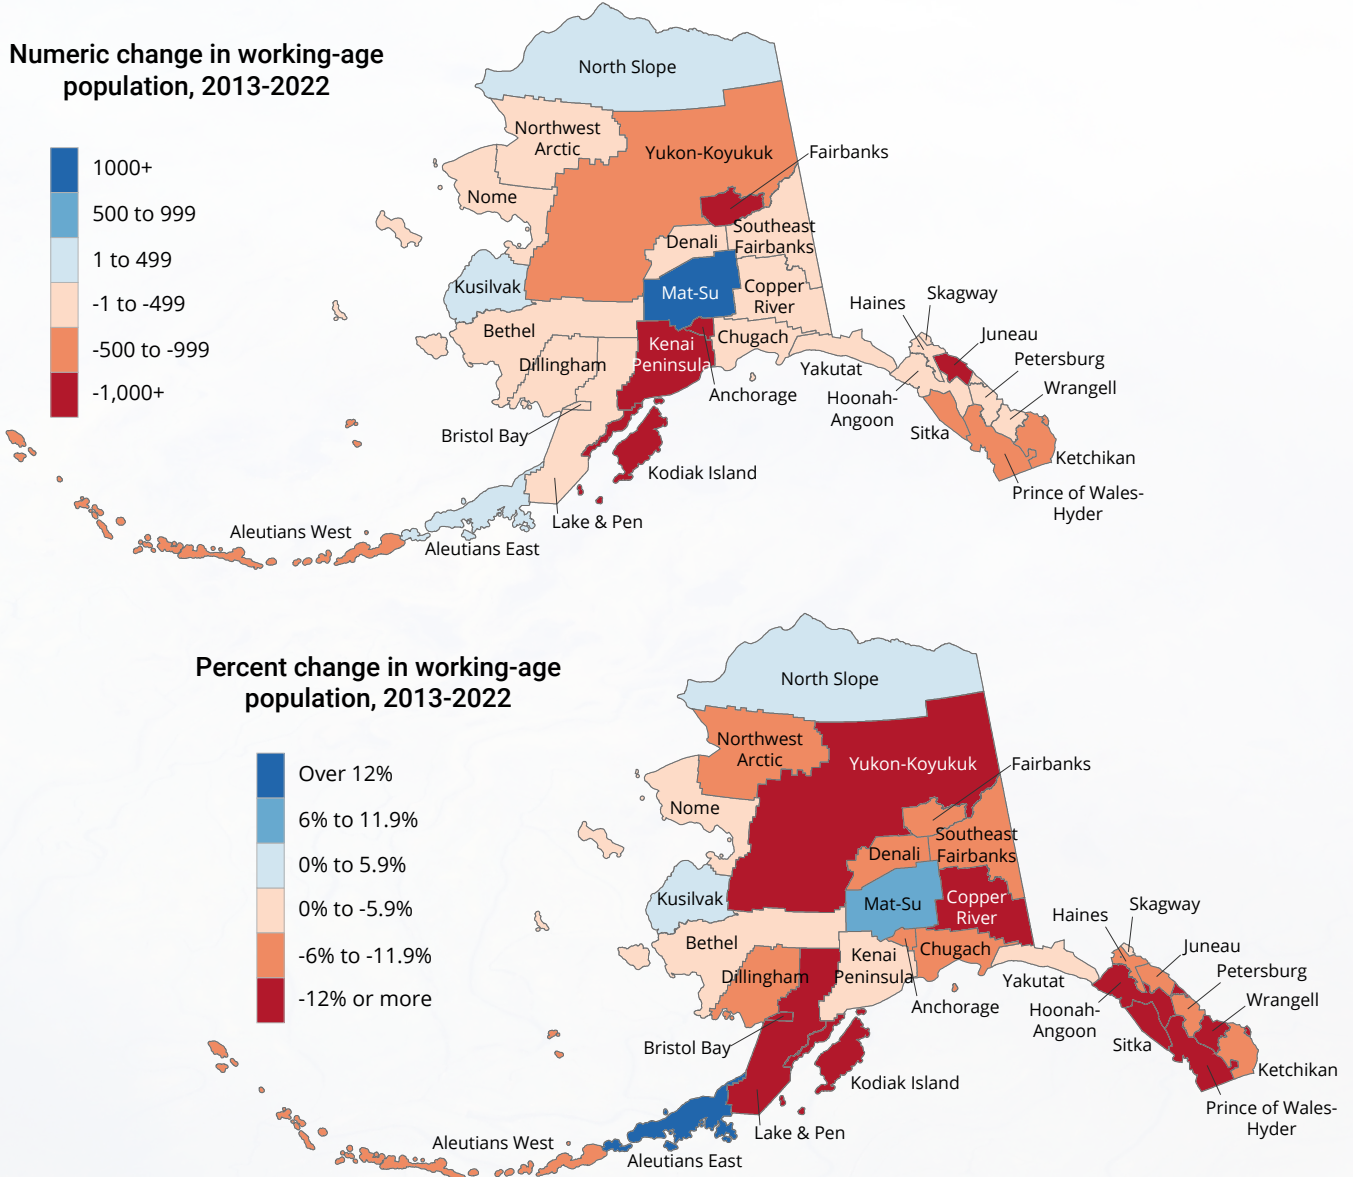 Numeric change in working-age
population, 2013-2022
1000+
500 to 999
1 to 499
-1 to -499
-500 to -999
-1,000+
North Slope
Northwest
Arctic
Yukon-Koyukuk
Fairbanks
Nome
Southeast
Fairbanks
Denali
Kusilvak
Mat-Su
Copper
River
Bethel
Kenai
Peninsula
Chugach
Dillingham
Anchorage
Yakutat
Haines
Skagway
Juneau
Petersburg
Wrangell
Hoonah-
Angoon
Sitka
Ketchikan
Prince of Wales-
Hyder
Bristol Bay
Kodiak Island
Lake & Pen
Aleutians West
Aleutians East
Percent change in working-age
population, 2013-2022
Over 12%
6% to 11.9%
0% to 5.9%
0% to -5.9%
-6% to -11.9%
-12% or more
North Slope
Northwest
Arctic
Yukon-Koyukuk
Fairbanks
Nome
Southeast
Fairbanks
Denali
Kusilvak
Mat-Su
Copper
River
Bethel
Kenai
Peninsula
Chugach
Dillingham
Anchorage
Yakutat
Haines
Skagway
Juneau
Petersburg
Wrangell
Hoonah-
Angoon
Sitka
Ketchikan
Prince of Wales-
Hyder
Bristol Bay
Kodiak Island
Lake & Pen
Aleutians West
Aleutians East